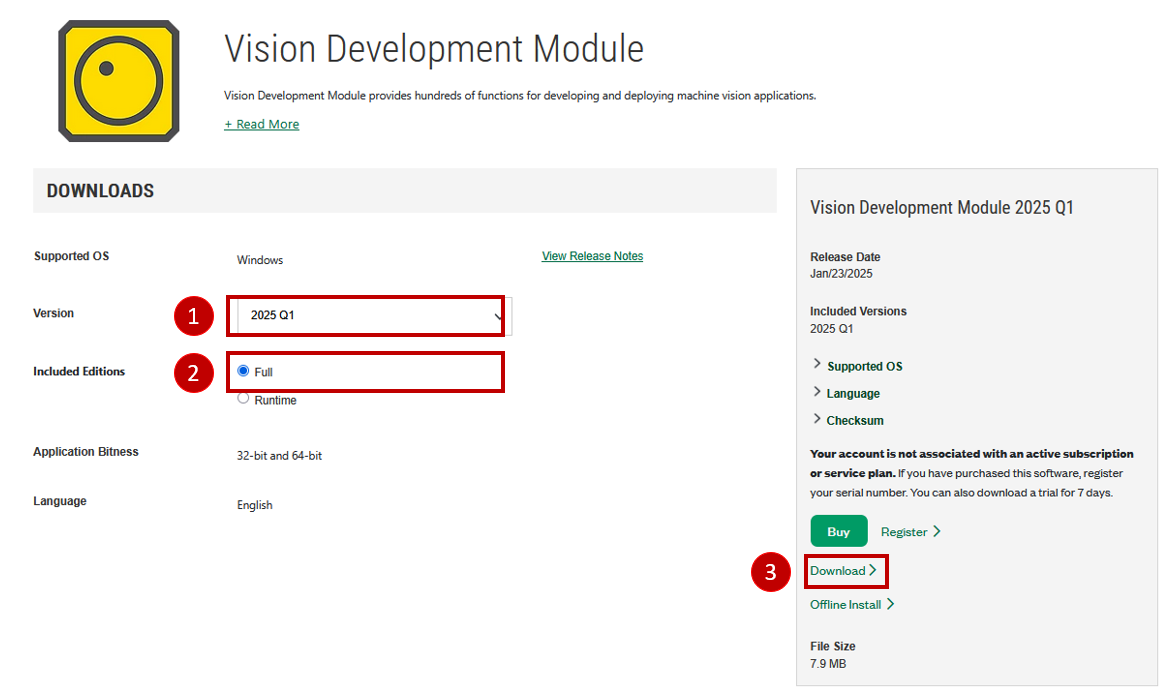 Vision Development Module
Vision Development Module provides hundreds of functions for developing and deploying machine vision applications.
+ Read More
DOWNLOADS
Supported OS
Windows
View Release Notes
Version
1
2025 Q1
Included Editions
2
Full
Runtime
Application Bitness
32-bit and 64-bit
Language
English
Vision Development Module 2025 Q1
Release Date
Jan/23/2025
Included Versions
2025 Q1
Supported OS
Language
Checksum
Your account is not associated with an active subscription
or service plan. If you have purchased this software, register
your serial number. You can also download a trial for 7 days.
Buy
Register
3
Download
Offline Install
File Size
7.9 MB